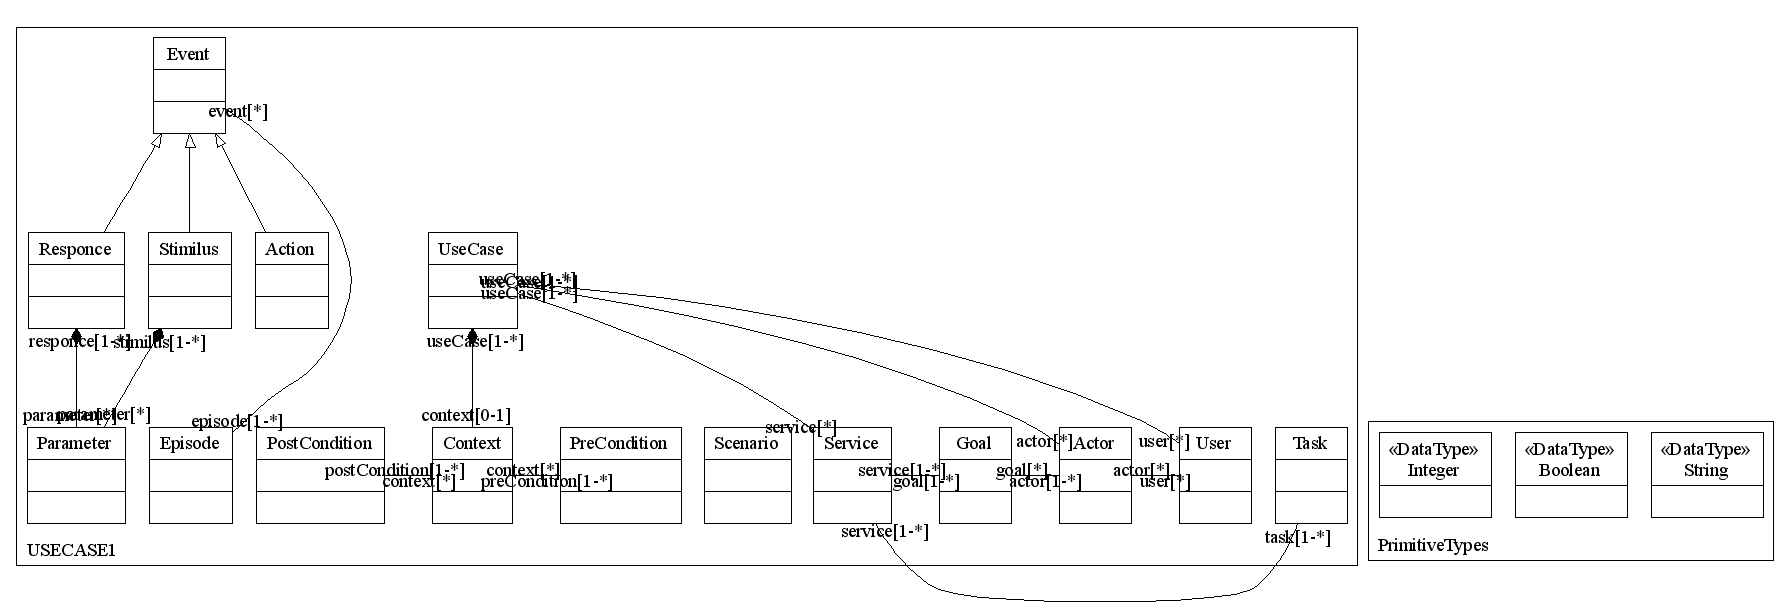 Event
event[*]
Responce
Stimilus
Action
UseCase
useCase[1-*]
useCase[1-*]
useCase[1-*]
responce[1-*]
stimilus[1-*]
useCase[1-*]
parameter[*]
parameter[*]
episode[1-*]
context[0-1]
service[*]
Parameter
Episode
PostCondition
Context
PreCondition
Scenario
Service
Goal
actor[*]
Actor
user[*]
User
Task
postCondition[1-*]
context[*]
service[1-*]
goal[*]
actor[*]
context[*]
preCondition[1-*]
goal[1-*]
actor[1-*]
user[*]
service[1-*]
task[1-*]
USECASE1
«DataType»
Integer
«DataType»
Boolean
«DataType»
String
PrimitiveTypes